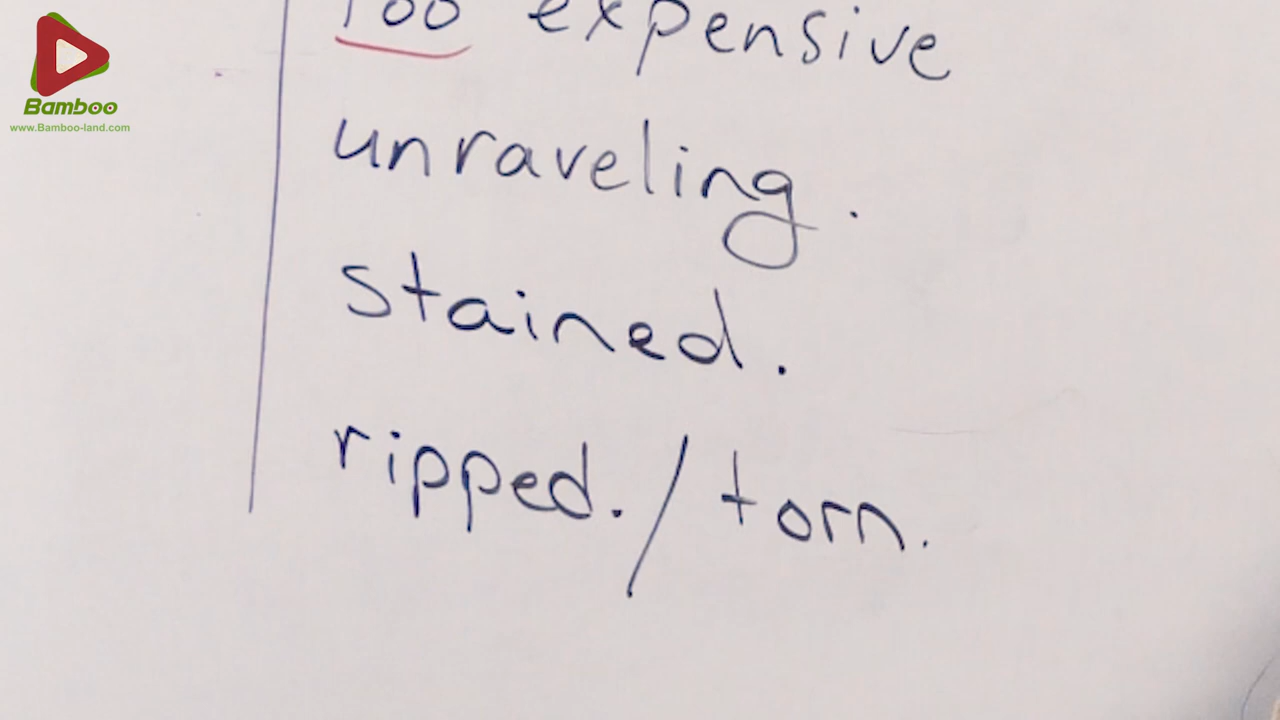 Bamboo
www.Bamboo-land.com
Too expensive
unraveling.
stained.
ripped./torn.